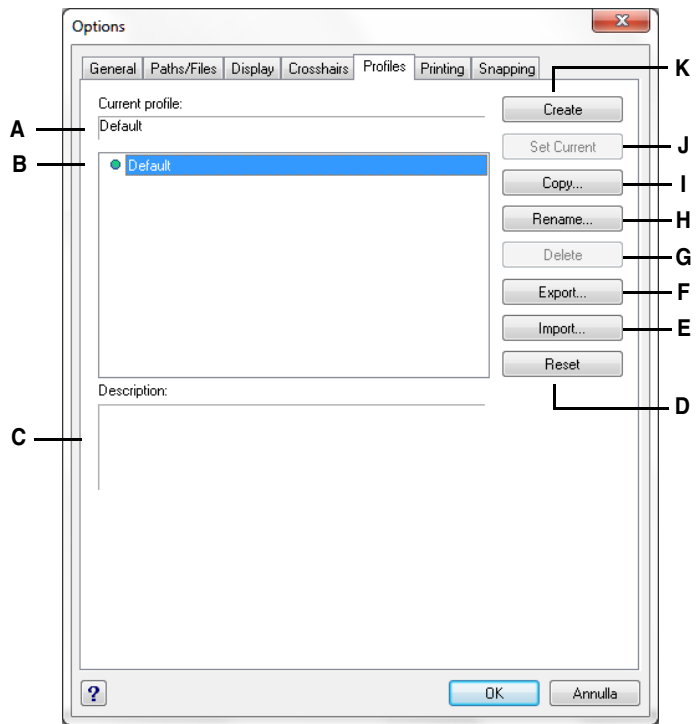 Options
General Paths/Files Display Crosshairs Profiles Printing Snapping
K
Current profile:
Create
A
Default
Set Current
J
B
Default
Copy...
I
Rename...
H
Delete
G
Export...
F
Import...
E
Reset
D
Description:
C
?
OK
Annulla